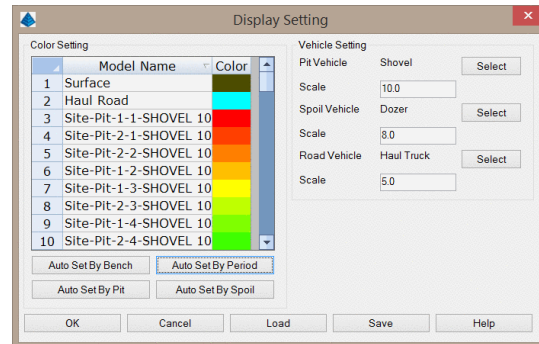 Display Setting
Color Setting
Model Name Color
1 Surface
2 Haul Road
3 Site-Pit-1-1-SHOVEL 10
4 Site-Pit-2-1-SHOVEL 10
5 Site-Pit-2-2-SHOVEL 10
6 Site-Pit-1-2-SHOVEL 10
7 Site-Pit-1-3-SHOVEL 10
8 Site-Pit-2-3-SHOVEL 10
9 Site-Pit-1-4-SHOVEL 10
10 Site-Pit-2-4-SHOVEL 10
Auto Set By Bench Auto Set By Period
Auto Set By Pit Auto Set By Spoil
Vehicle Setting
Pit Vehicle Shovel Select
Scale 10.0
Spoil Vehicle Dozer Select
Scale 8.0
Road Vehicle Haul Truck Select
Scale 5.0
OK Cancel Load Save Help